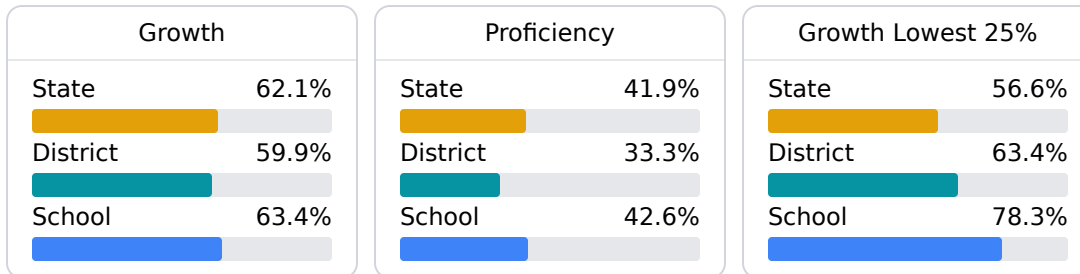 Growth
State 62.1%
District 59.9%
School 63.4%
Proficiency
State 41.9%
District 33.3%
School 42.6%
Growth Lowest 25%
State 56.6%
District 63.4%
School 78.3%